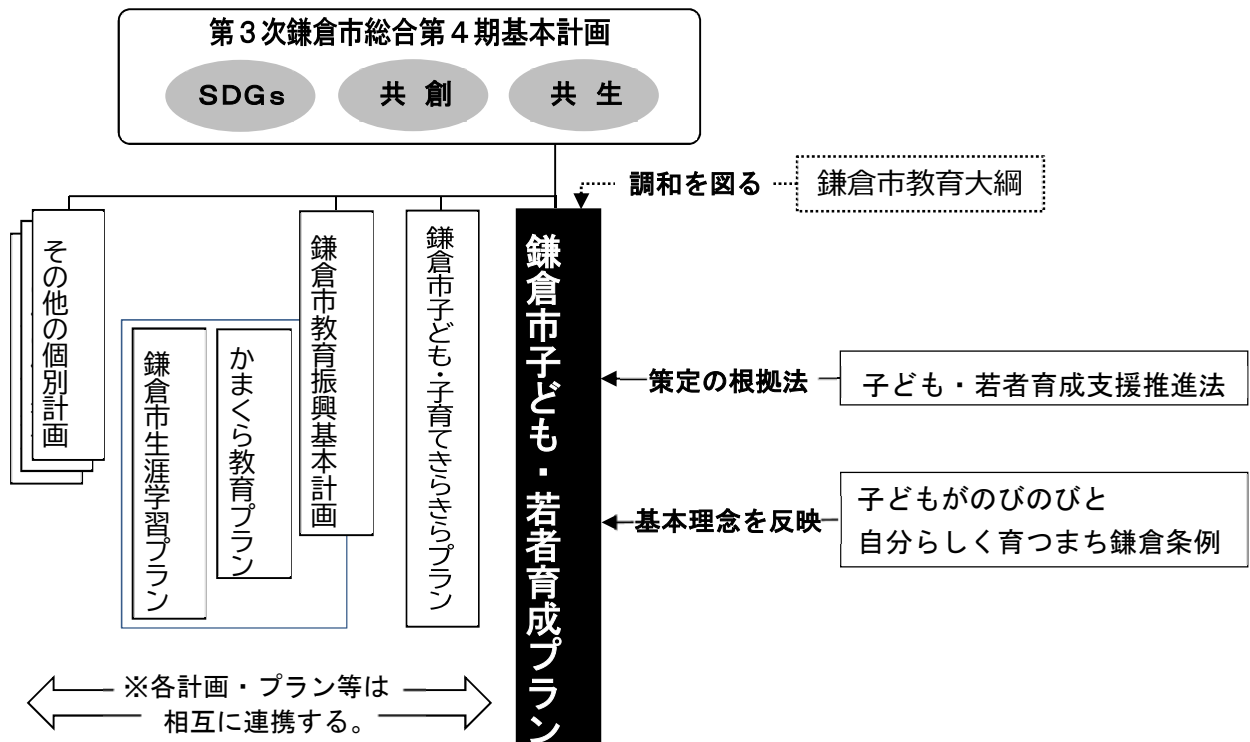 第3次鎌倉市総合第4期基本計画
SDGs
共 創
共 生
調和を図る
鎌倉市教育大綱
その他の個別計画
鎌倉市生涯学習プラン
かまくら教育プラン
鎌倉市教育振興基本計画
鎌倉市子ども・子育てきらきらプラン
鎌倉市子ども・若者育成プラン
策定の根拠法
子ども・若者育成支援推進法
基本理念を反映
子どもがのびのびと
自分らしく育つまち鎌倉条例
※各計画・プラン等は
相互に連携する。